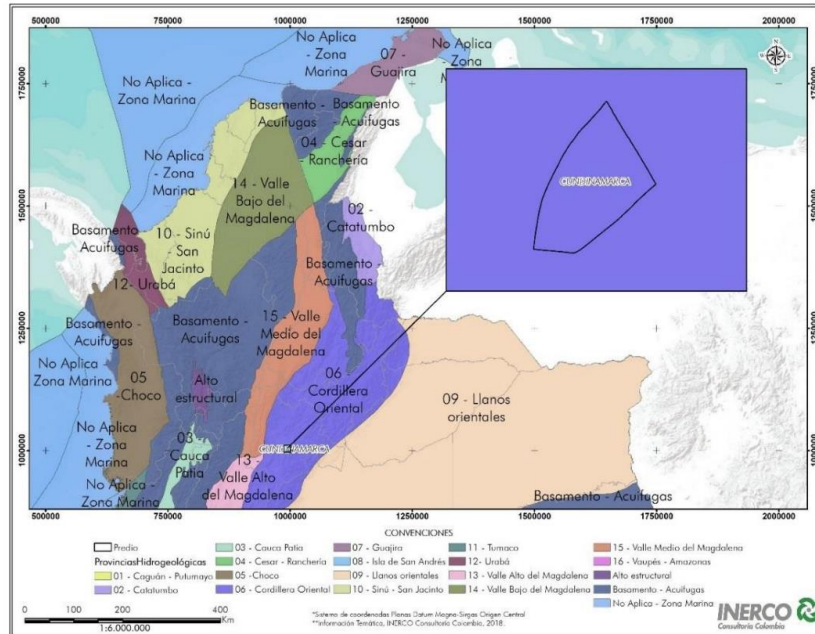 500000 750000 1000000 1250000 1500000 1750000 2000000
No Aplica -
Zona Marina
07 -
Guajira
No Aplica -
Zona
No Aplica -
Zona Marina
Basamento -
Acuifugas
Basamento -
Acuifugas
04 - Cesar
- Ranchería
No Aplica -
Zona
Marina
14 - Valle
Bajo del
Magdalena
02 -
Catatumbo
CUNDINAMARCA
Basamento -
Acuifugas
10 - Sinú -
San
Jacinto
Basamento -
Acuifugas
12 - Urabá
Basamento -
Acuifugas
Basamento -
Acuifugas
15 - Valle
Medio del
Magdalena
No Aplica -
Zona Marina
05
-Choco
Alto
estructural
06
Cordillera
Oriental
09 - Llanos
orientales
No Aplica -
Zona
Marina
03 -
Cauca
Patia
CUNDINAMARCA
13 -
Valle Alto
del Magdalena
No Aplica -
Zona Marina
Basamento - Acuifugas
1750000 1750000
1500000 1500000
1250000 1250000
1000000 1000000
500000 750000 1000000 1250000 1500000 1750000 2000000
CONVENCIONES
Predio
ProvinciasHidrogeológicas
01 - Caguán - Putumayo
02 - Catatumbo
03 - Cauca Patia
04 - Cesar - Ranchería
05 -Choco
06 - Cordillera Oriental
07 - Guajira
08 - Isla de San Andrés
09 - Llanos orientales
10 - Sinú - San Jacinto
11 - Tumaco
12 - Urabá
13 - Valle Alto del Magdalena
14 - Valle Bajo del Magdalena
15 - Valle Medio del Magdalena
16 - Vaupés - Amazonas
Alto estructural
Basamento - Acuifugas
No Aplica - Zona Marina
0 100 200 400
Km
1:6.000.000
*Sistema de coordenadas Planas Datum Magna-Sirgas Origen Central
**Información Temática, INERCO Consultoría Colombia, 2018.
INERCO
Consultoría Colombia